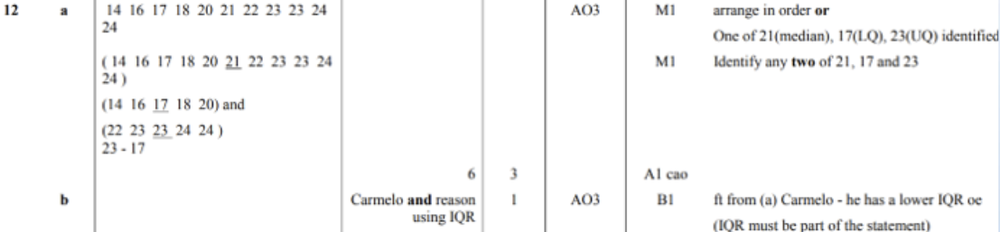 12 a 14 16 17 18 20 21 22 23 23 24 AO3 M1 arrange in order or
24
One of 21(median), 17(LQ), 23(UQ) identified
( 14 16 17 18 20 21 22 23 23 24 M1 Identify any two of 21, 17 and 23
24 )
(14 16 17 18 20) and
(22 23 23 24 24 )
23 - 17
6 3 A1 cao
b Carmelo and reason 1 AO3 B1 ft from (a) Carmelo - he has a lower IQR oe
using IQR
(IQR must be part of the statement)